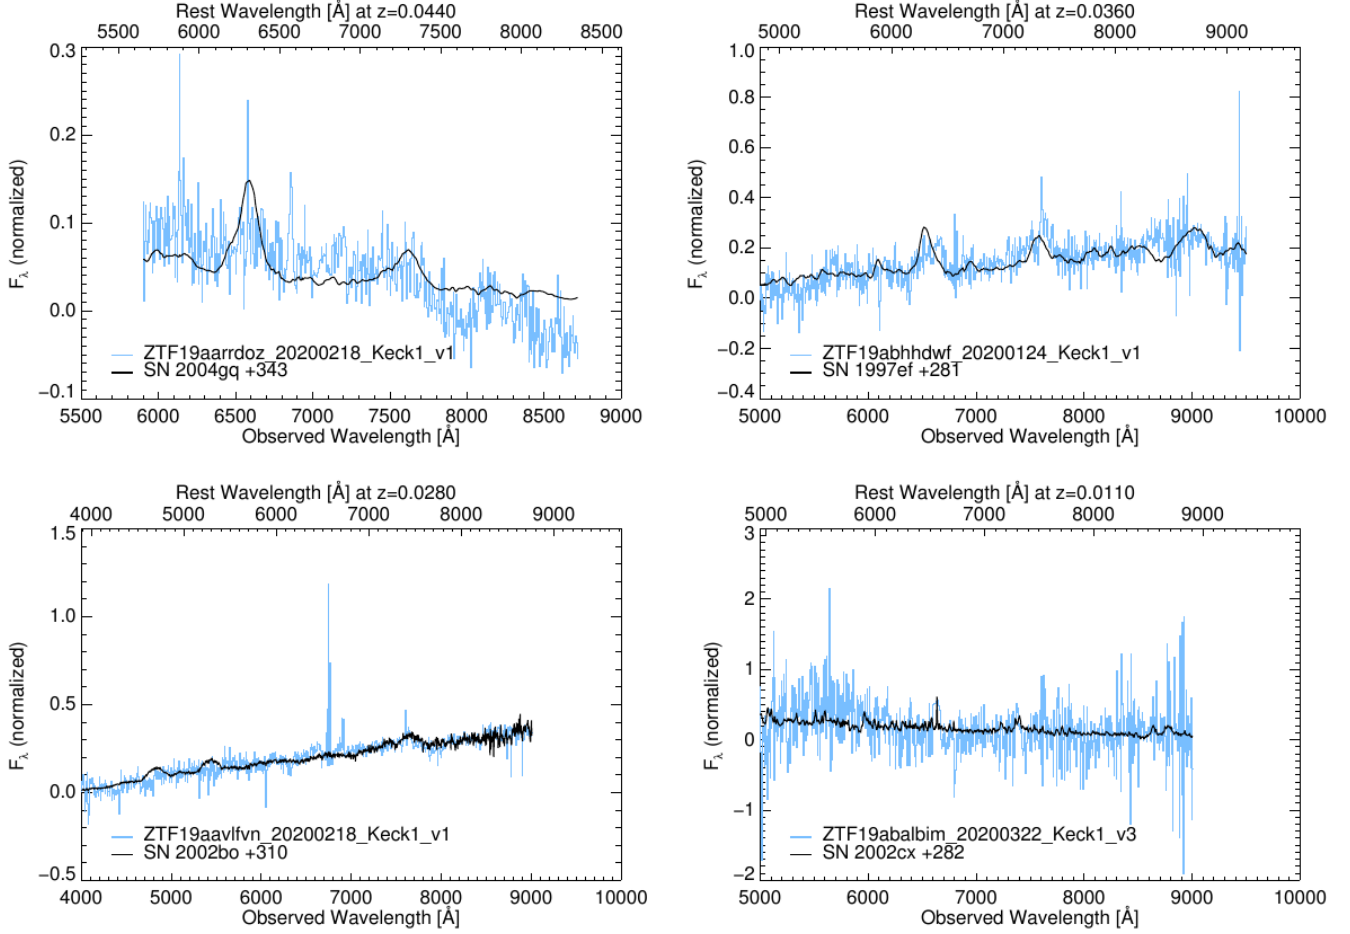 Rest Wavelength [Å] at z=0.0440
5500 6000 6500 7000 7500 8000 8500
0.3
0.2
0.1
0.0
−0.1
Fλ (normalized)
ZTF19aarrdoz_20200218_Keck1_v1
SN 2004gq +343
5500 6000 6500 7000 7500 8000 8500 9000
Observed Wavelength [Å]
Rest Wavelength [Å] at z=0.0360
5000 6000 7000 8000 9000
1.0
0.8
0.6
0.4
0.2
0.0
−0.2
−0.4
Fλ (normalized)
ZTF19abhhdwf_20200124_Keck1_v1
SN 1997ef +281
5000 6000 7000 8000 9000 10000
Observed Wavelength [Å]
Rest Wavelength [Å] at z=0.0280
4000 5000 6000 7000 8000 9000
1.5
1.0
0.5
0.0
−0.5
Fλ (normalized)
ZTF19aavlfvn_20200218_Keck1_v1
SN 2002bo +310
4000 5000 6000 7000 8000 9000 10000
Observed Wavelength [Å]
Rest Wavelength [Å] at z=0.0110
5000 6000 7000 8000 9000
3
2
1
0
−1
−2
Fλ (normalized)
ZTF19abalbim_20200322_Keck1_v3
SN 2002cx +282
5000 6000 7000 8000 9000 10000
Observed Wavelength [Å]